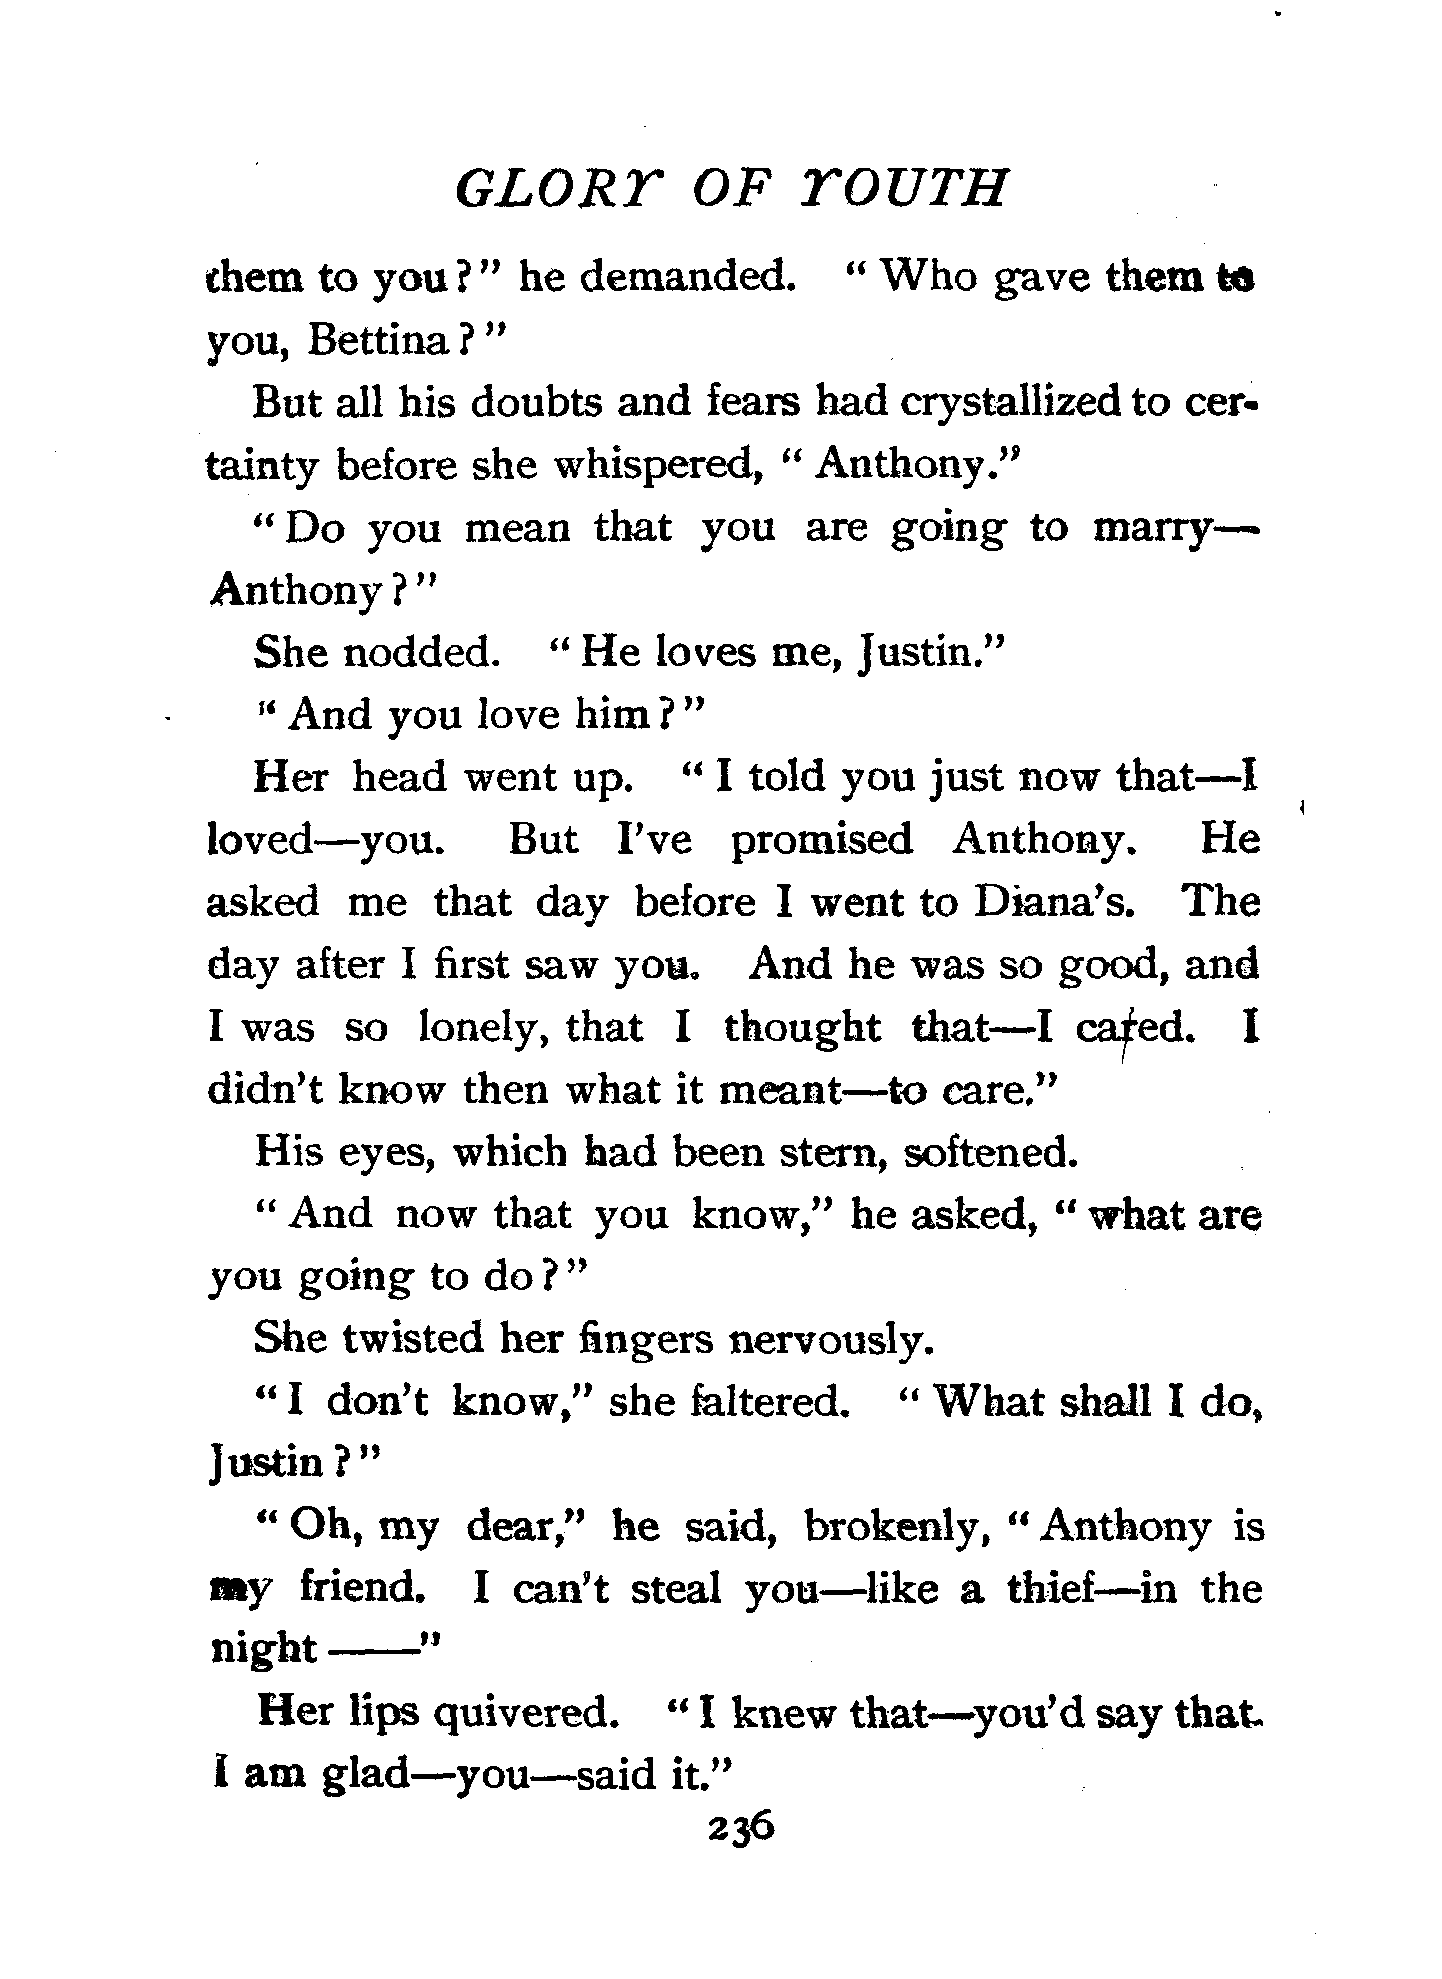 GLORY OF YOUTH
them to you?" he demanded. "Who gave them to
you, Bettina?"
But all his doubts and fears had crystallized to cer-
tainty before she whispered, "Anthony."
"Do you mean that you are going to marry—
Anthony?"
She nodded. "He loves me, Justin."
"And you love him?"
Her head went up. "I told you just now that—I
loved—you. But I've promised Anthony. He
asked me that day before I went to Diana's. The
day after I first saw you. And he was so good, and
I was so lonely, that I thought that—I cared. I
didn't know then what it meant—to care."
His eyes, which had been stern, softened.
"And now that you know," he asked, "what are
you going to do?"
She twisted her fingers nervously.
"I don't know," she faltered. "What shall I do,
Justin?"
"Oh, my dear," he said, brokenly, "Anthony is
my friend. I can't steal you—like a thief—in the
night ——"
Her lips quivered. "I knew that—you'd say that.
I am glad—you—said it."
236